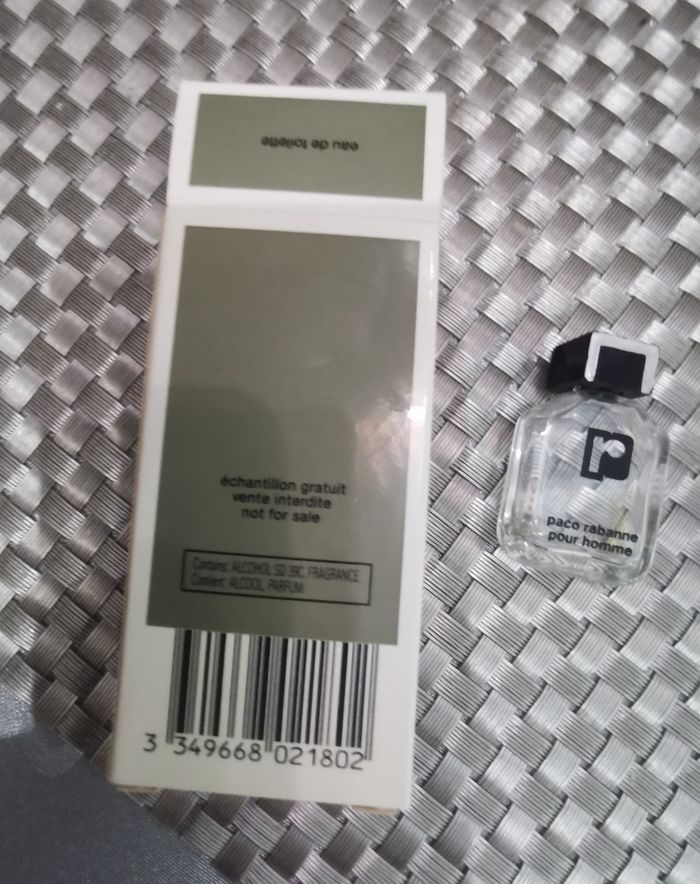 eau de toilette
échantillon gratuit
vente interdite
not for sale
Contains: ALCOHOL SD 39C, FRAGRANCE
Contient: ALCOOL, PARFUM
3 349668 021802
paco rabanne
pour homme